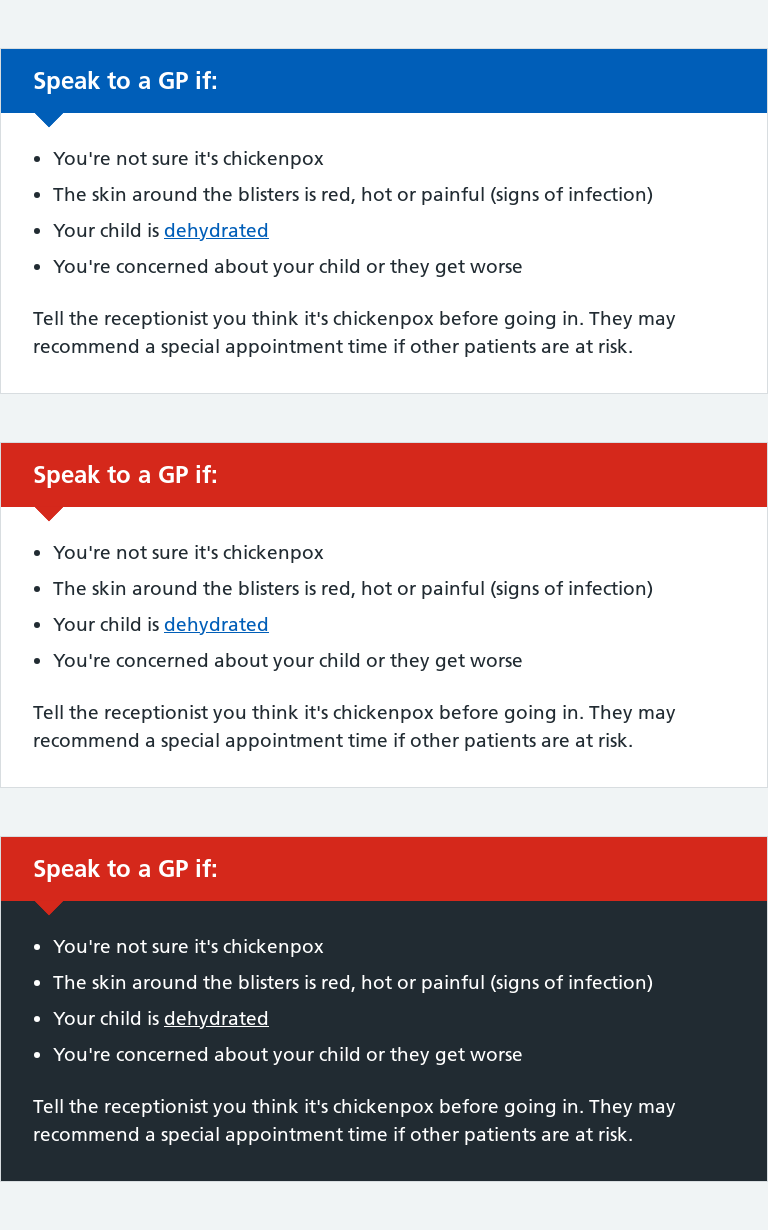 Speak to a GP if:
You're not sure it's chickenpox
The skin around the blisters is red, hot or painful (signs of infection)
Your child is dehydrated
You're concerned about your child or they get worse
Tell the receptionist you think it's chickenpox before going in. They may
recommend a special appointment time if other patients are at risk.
Speak to a GP if:
You're not sure it's chickenpox
The skin around the blisters is red, hot or painful (signs of infection)
Your child is dehydrated
You're concerned about your child or they get worse
Tell the receptionist you think it's chickenpox before going in. They may
recommend a special appointment time if other patients are at risk.
Speak to a GP if:
You're not sure it's chickenpox
The skin around the blisters is red, hot or painful (signs of infection)
Your child is dehydrated
You're concerned about your child or they get worse
Tell the receptionist you think it's chickenpox before going in. They may
recommend a special appointment time if other patients are at risk.